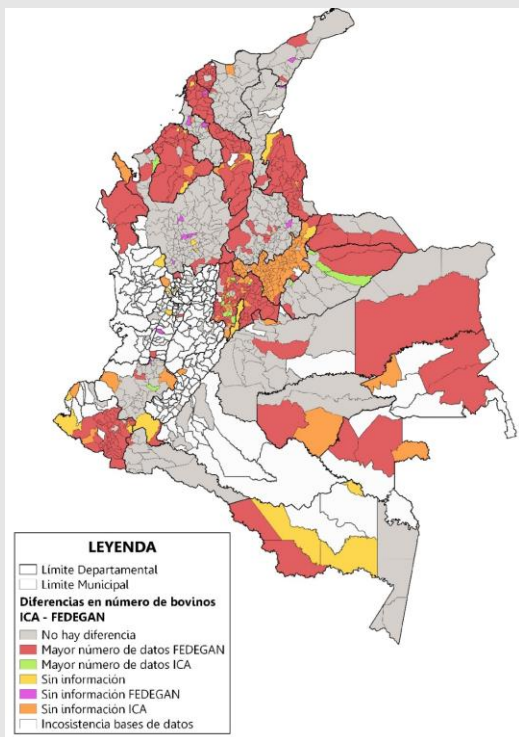 LEYENDA
Límite Departamental
Limite Municipal
Diferencias en número de bovinos
ICA - FEDEGAN
No hay diferencia
Mayor número de datos FEDEGAN
Mayor número de datos ICA
Sin información
Sin información FEDEGAN
Sin información ICA
Incosistencia bases de datos